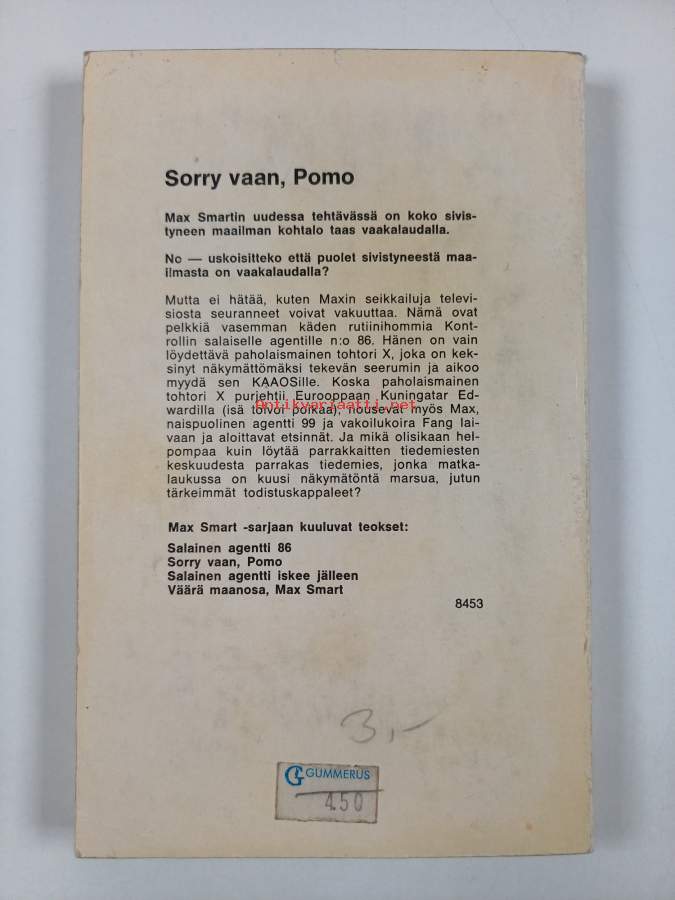 Sorry vaan, Pomo
Max Smartin uudessa tehtävässä on koko sivis-
tyneen maailman kohtalo taas vaakalaudalla.
No — uskoisitteko että puolet sivistyneestä maa-
ilmasta on vaakalaudalla?
Mutta ei hätää, kuten Maxin seikkailuja televi-
siosta seuranneet voivat vakuuttaa. Nämä ovat
pelkkiä vasemman käden rutiinihommia Kont-
rollin salaiselle agentille n:o 86. Hänen on vain
löydettävä paholaismainen tohtori X, joka on kek-
sinyt näkymättömäksi tekevän seerumin ja aikoo
myydä sen KAAOSille. Koska paholaismainen
tohtori X purjehtii Eurooppaan Kuningatar Ed-
wardilla (isä toivoi poikaa), nousevat myös Max,
Antikvariaatti.net
naispuolinen agentti 99 ja vakoilukoira Fang lai-
vaan ja aloittavat etsinnät. Ja mikä olisikaan hel-
pompaa kuin löytää parrakkaitten tiedemiesten
keskuudesta parrakas tiedemies, jonka matka-
laukussa on kuusi näkymätöntä marsua, jutun
tärkeimmät todistuskappaleet?
Max Smart -sarjaan kuuluvat teokset:
Salainen agentti 86
Sorry vaan, Pomo
Salainen agentti iskee jälleen
Väärä maanosa, Max Smart
8453
3,-
GUMMERUS
4.50